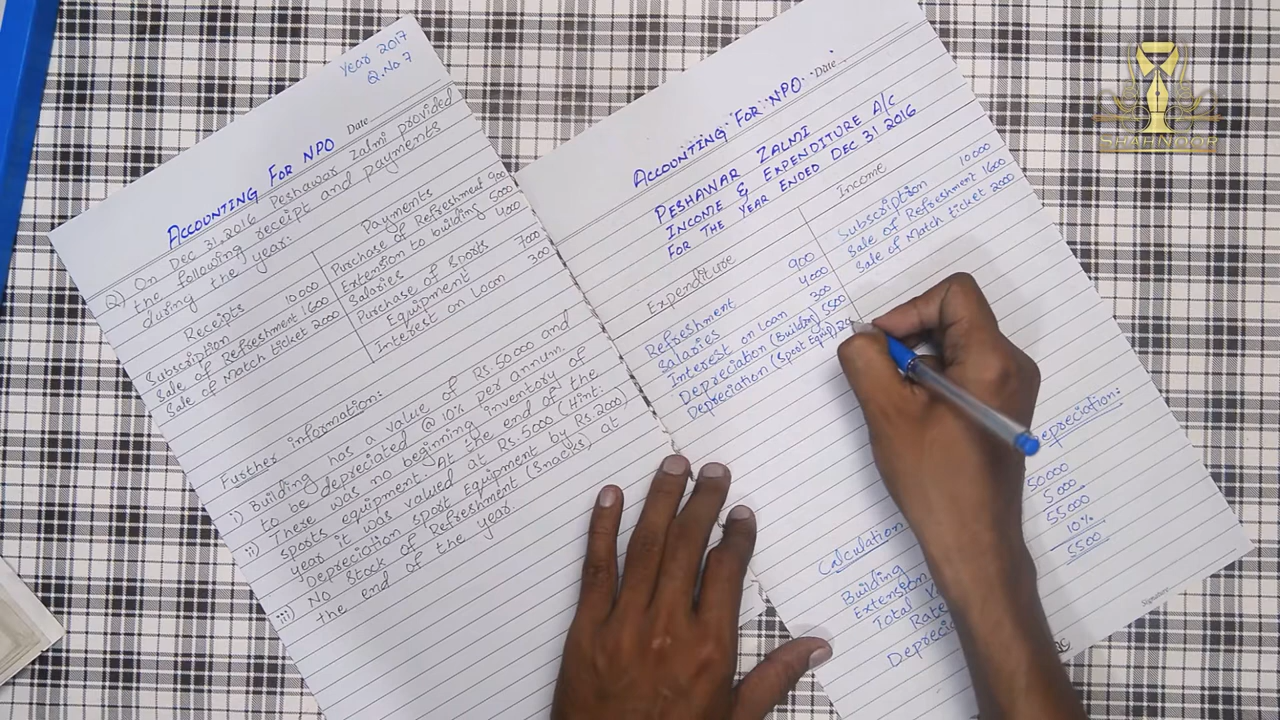 Year 2017
Q.No 7
ACCOUNTING FOR NPO
Date
Q) On Dec 31, 2016 Peshawar Zalmi provided
the following receipt and payments
during the year:
Receipts
Subscription 10000
Sale of Refreshment 1600
Sale of Match ticket 2000
Payments
Purchase of Refreshment 900
Extension to building 5000
Salaries 4000
Purchase of Sports
Equipment 7000
Interest on Loan 300
Further information:
i) Building has a value of RS 50000 and
to be depreciated @ 10% per annum.
ii) There was no beginning inventory of
sports equipment. At the end of the
year it was valued at Rs. 5000 (Hint:
Depreciation sport Equipment by Rs 2000)
iii) No stock of Refreshment (Snacks) at
the end of the year
ACCOUNTING FOR NPO
Date
PESHAWAR ZALMI
INCOME & EXPENDITURE A/C
FOR THE YEAR ENDED DEC 31 2016
Expenditure
Refreshment 900
Salaries 4000
Interest on Loan 300
Depreciation (Building) 5500
Depreciation (Sport Equip)
Income
Subscription 10000
Sale of Refreshment 1600
Sale of Match ticket 2000
Calculation
Depreciation:
Building 50000
Extension 5000
Total 55000
Rate 10%
5500
Signature
SHAHNOOR